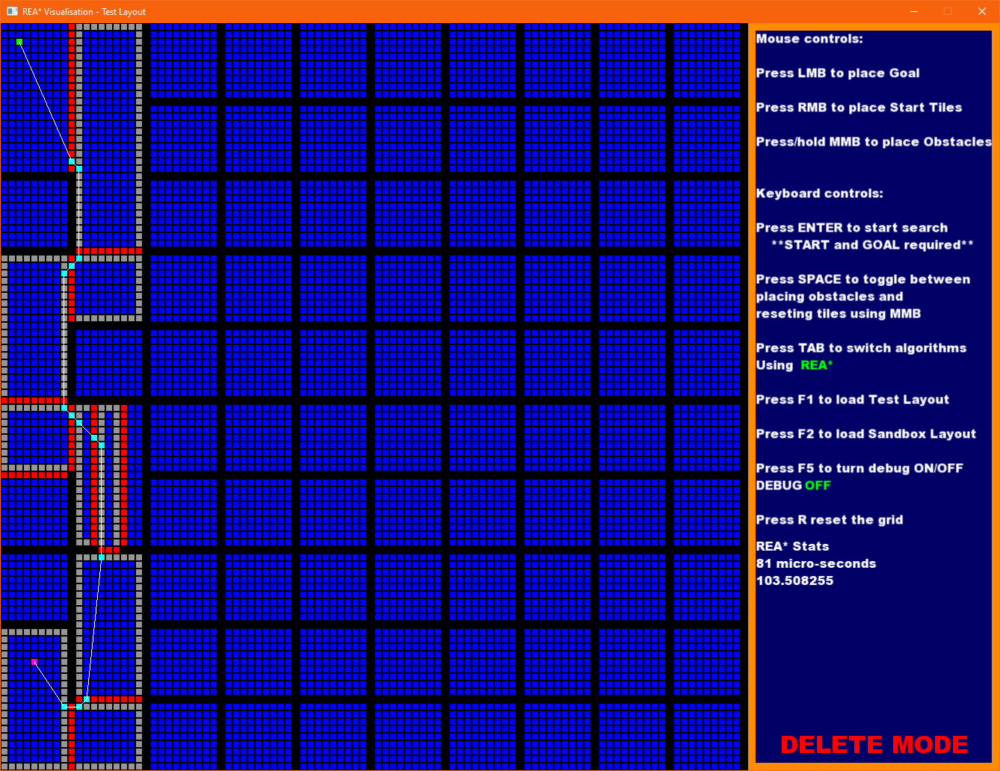 REA* Visualisation - Test Layout
Mouse controls:
Press LMB to place Goal
Press RMB to place Start Tiles
Press/hold MMB to place Obstacles
Keyboard controls:
Press ENTER to start search
**START and GOAL required**
Press SPACE to toggle between
placing obstacles and
reseting tiles using MMB
Press TAB to switch algorithms
Using REA*
Press F1 to load Test Layout
Press F2 to load Sandbox Layout
Press F5 to turn debug ON/OFF
DEBUG OFF
Press R reset the grid
REA* Stats
81 micro-seconds
103.508255
DELETE MODE